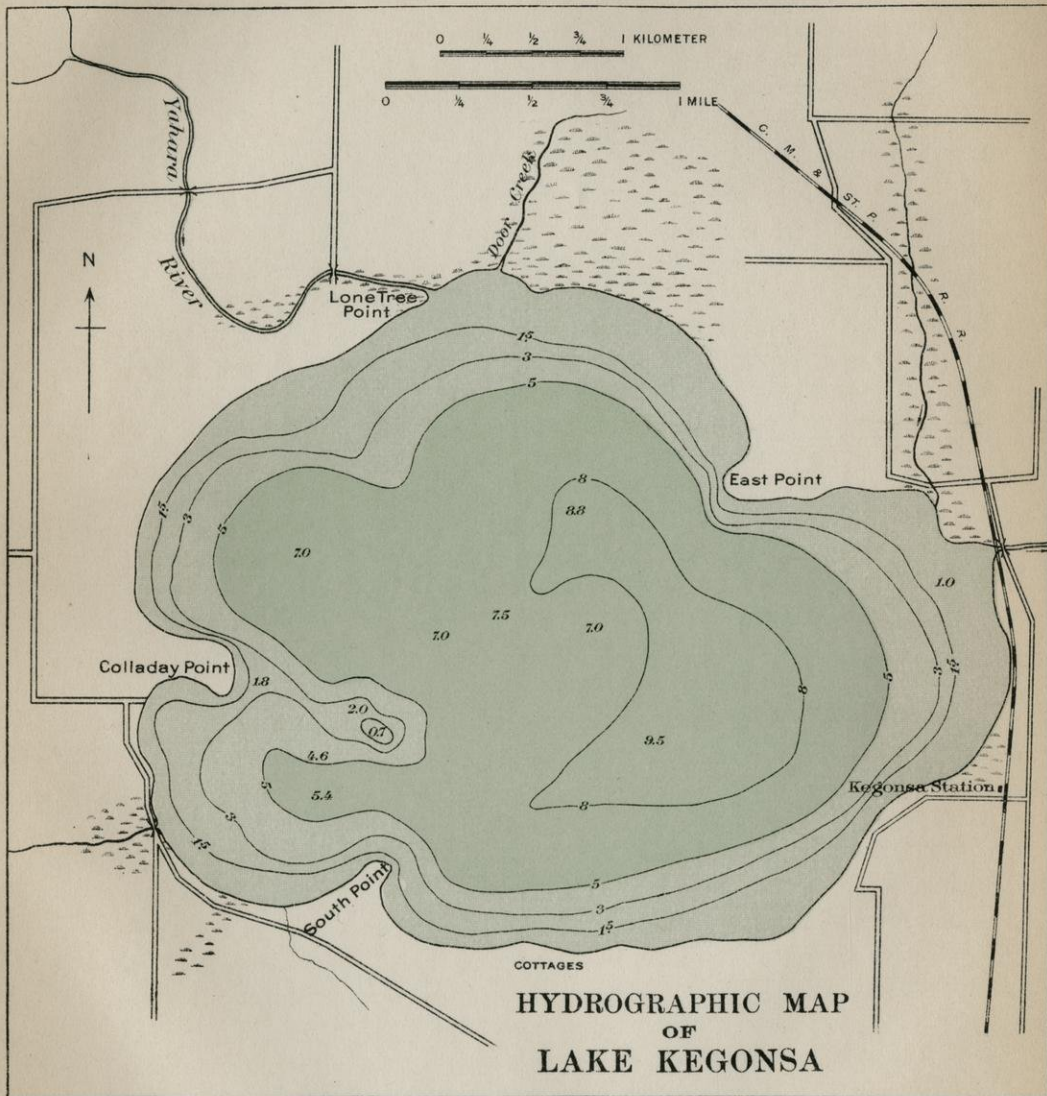 0 ¼ ½ ¾ 1 KILOMETER
0 ¼ ½ ¾ 1 MILE
Yahara
River
Door Creek
C. M. & ST. P. R. R.
N
Lone Tree
Point
1.5
3
5
East Point
8
8.8
1.5
3
5
7.0
1.0
7.5
7.0
7.0
Colladay Point
1.8
5
3
1.5
8
2.0
0.7
9.5
4.6
5
5.4
Kegonsa Station
8
3
1.5
5
3
1.5
South Point
COTTAGES
HYDROGRAPHIC MAP
OF
LAKE KEGONSA